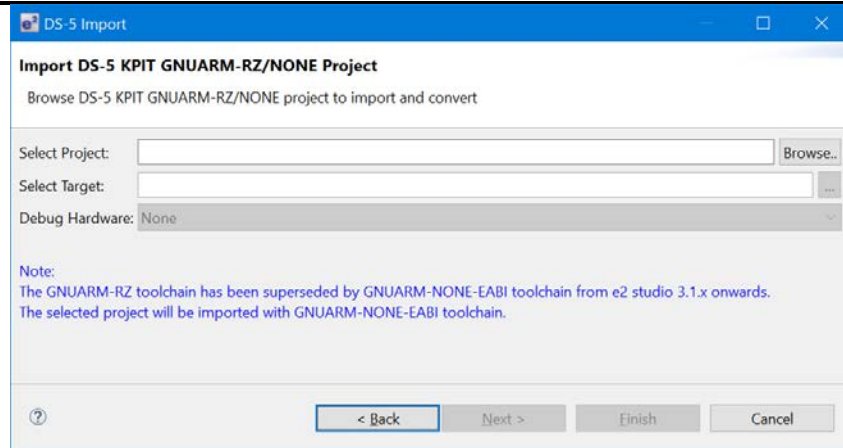 e² DS-5 Import
Import DS-5 KPIT GNUARM-RZ/NONE Project
Browse DS-5 KPIT GNUARM-RZ/NONE project to import and convert
Select Project: Browse..
Select Target: ...
Debug Hardware: None
Note:
The GNUARM-RZ toolchain has been superseded by GNUARM-NONE-EABI toolchain from e2 studio 3.1.x onwards.
The selected project will be imported with GNUARM-NONE-EABI toolchain.
? < Back Next > Finish Cancel